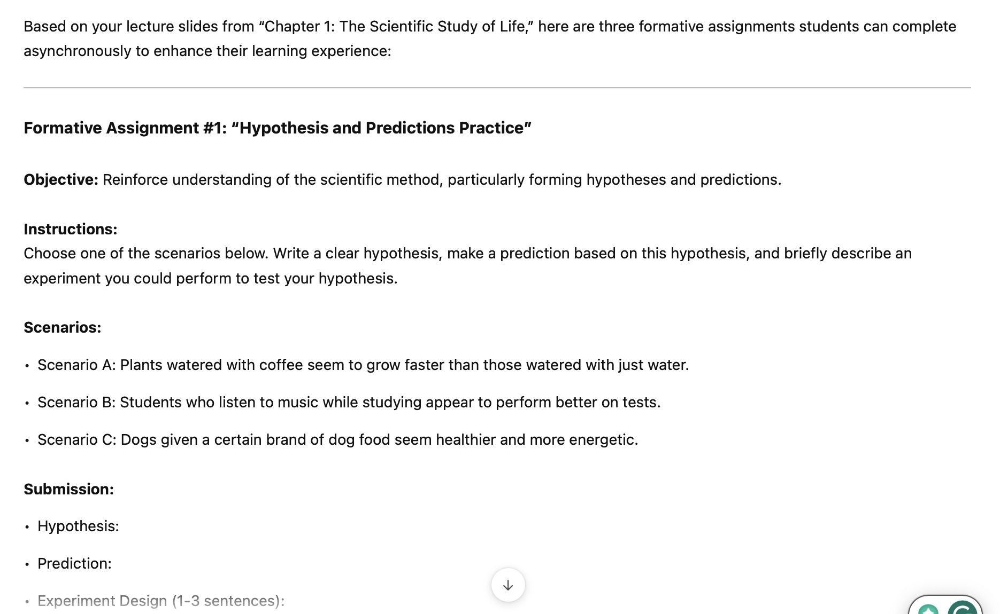 Based on your lecture slides from “Chapter 1: The Scientific Study of Life,” here are three formative assignments students can complete
asynchronously to enhance their learning experience:
Formative Assignment #1: “Hypothesis and Predictions Practice”
Objective: Reinforce understanding of the scientific method, particularly forming hypotheses and predictions.
Instructions:
Choose one of the scenarios below. Write a clear hypothesis, make a prediction based on this hypothesis, and briefly describe an
experiment you could perform to test your hypothesis.
Scenarios:
• Scenario A: Plants watered with coffee seem to grow faster than those watered with just water.
• Scenario B: Students who listen to music while studying appear to perform better on tests.
• Scenario C: Dogs given a certain brand of dog food seem healthier and more energetic.
Submission:
• Hypothesis:
• Prediction:
• Experiment Design (1-3 sentences):